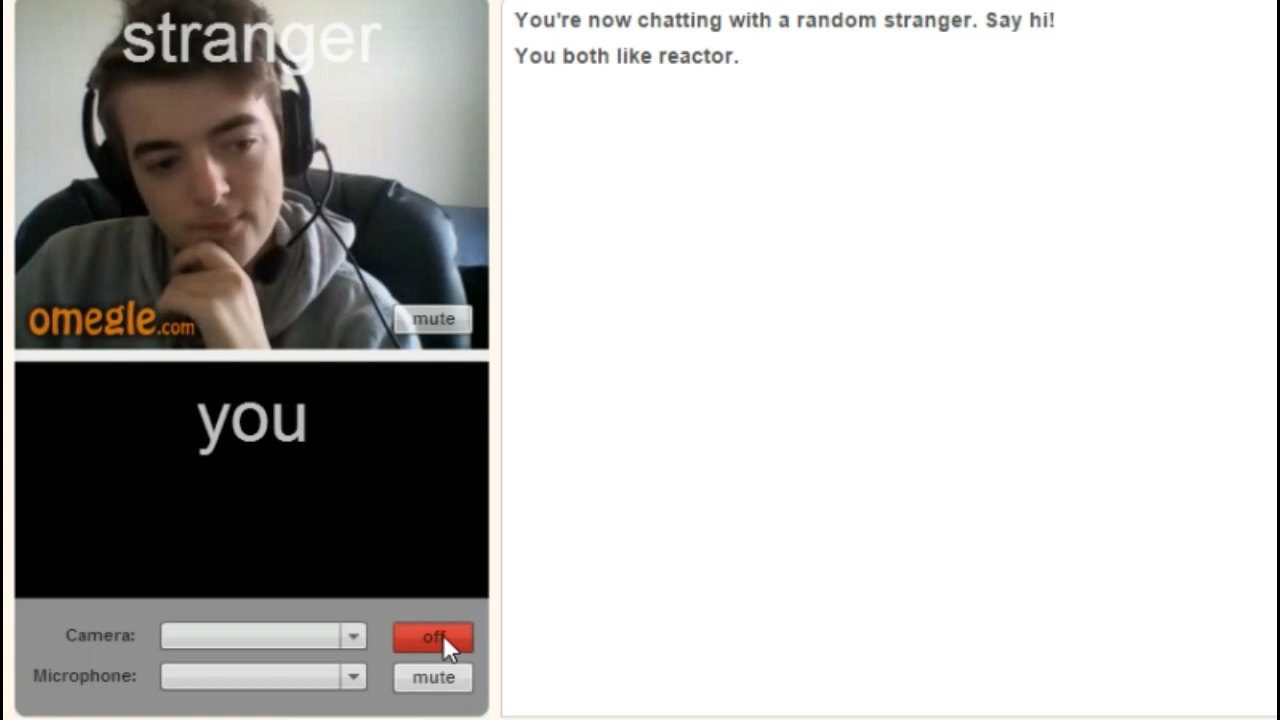 stranger
omegle.com
mute
you
Camera:
off
Microphone:
mute
You're now chatting with a random stranger. Say hi!
You both like reactor.